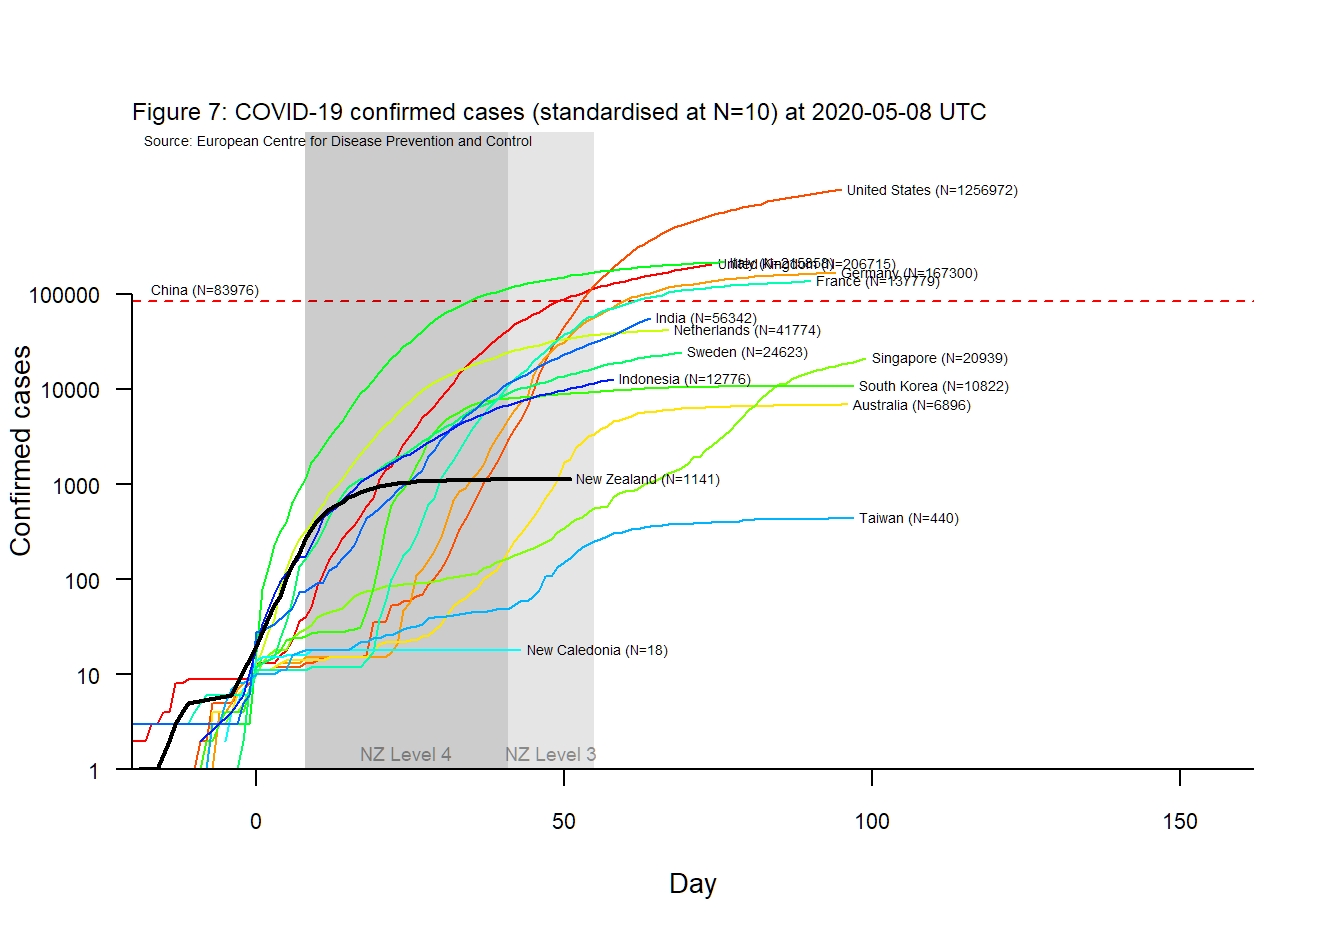 Figure 7: COVID-19 confirmed cases (standardised at N=10) at 2020-05-08 UTC
Source: European Centre for Disease Prevention and Control
United States (N=1256972)
United Kingdom (N=206715)
Germany (N=167300)
France (N=137779)
China (N=83976)
100000
India (N=56342)
Netherlands (N=41774)
Sweden (N=24623)
Singapore (N=20939)
Indonesia (N=12776)
South Korea (N=10822)
10000
Australia (N=6896)
New Zealand (N=1141)
1000
Taiwan (N=440)
100
New Caledonia (N=18)
10
NZ Level 4
NZ Level 3
1
Confirmed cases
0
50
100
150
Day